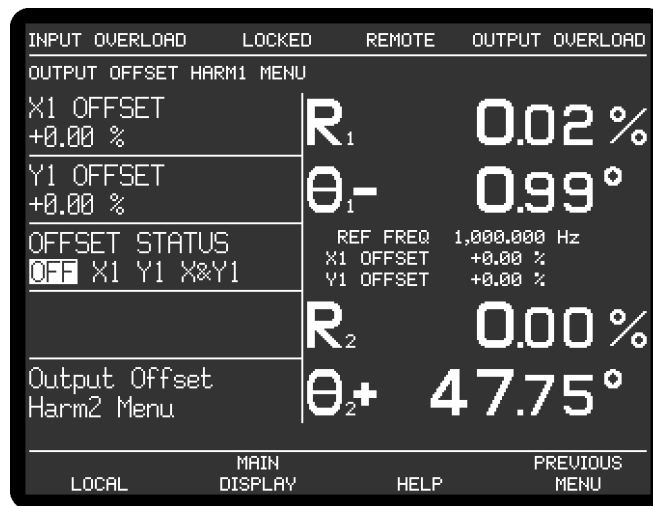 INPUT OVERLOAD LOCKED REMOTE OUTPUT OVERLOAD
OUTPUT OFFSET HARM1 MENU
X1 OFFSET
+0.00 %
Y1 OFFSET
+0.00 %
OFFSET STATUS
OFF X1 Y1 X&Y1
Output Offset
Harm2 Menu
R1 0.02 %
θ1- 0.99°
REF FREQ 1,000.000 Hz
X1 OFFSET +0.00 %
Y1 OFFSET +0.00 %
R2 0.00 %
θ2+ 47.75°
LOCAL
MAIN
DISPLAY
HELP
PREVIOUS
MENU